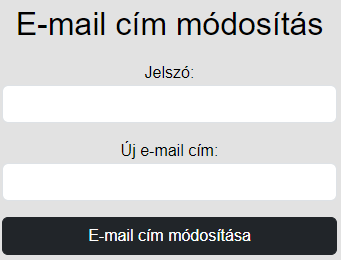 E-mail cím módosítás
Jelszó:
Új e-mail cím:
E-mail cím módosítása